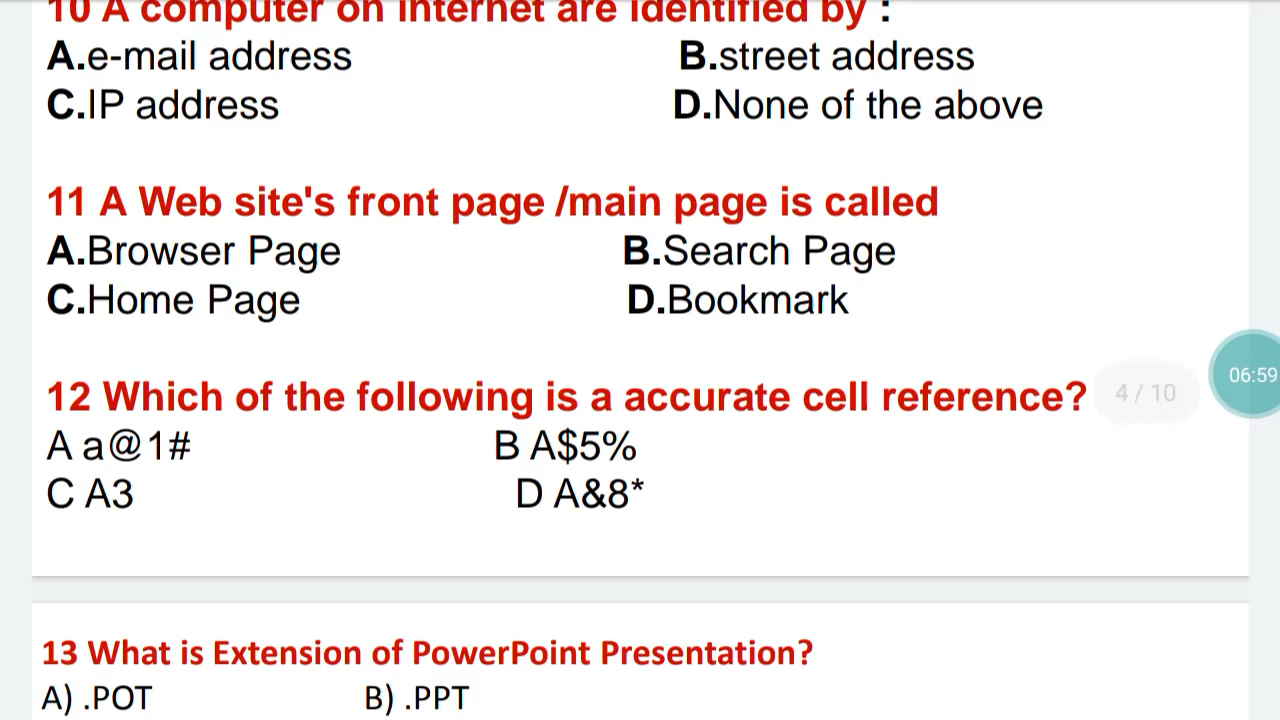 10 A computer on internet are identified by :
A.e-mail address B.street address
C.IP address D.None of the above
11 A Web site's front page /main page is called
A.Browser Page B.Search Page
C.Home Page D.Bookmark
12 Which of the following is a accurate cell reference?
4 / 10
06:59
A a@1# B A$5%
C A3 D A&8*
13 What is Extension of PowerPoint Presentation?
A) .POT B) .PPT